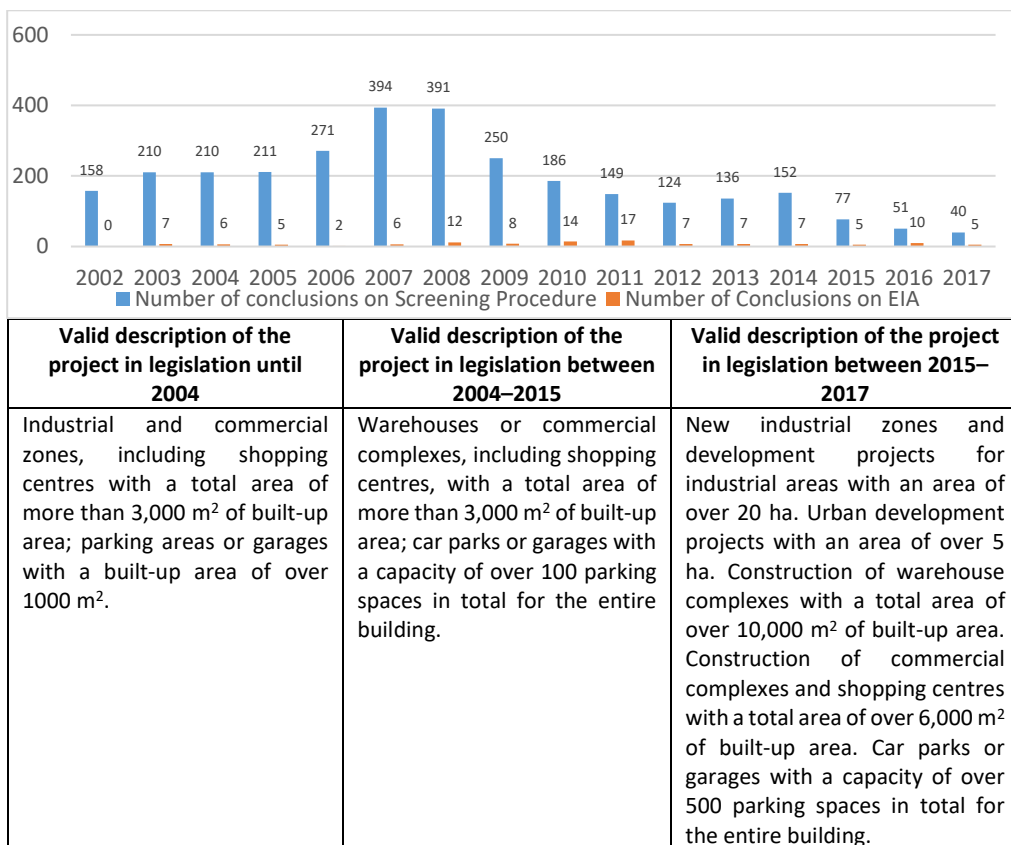 600
400
200
0
158 210 210 211 271 394 391 250 186 149 124 136 152 77 51 40
0 7 6 5 2 6 12 8 14 17 7 7 7 5 10 5
2002 2003 2004 2005 2006 2007 2008 2009 2010 2011 2012 2013 2014 2015 2016 2017
Number of conclusions on Screening Procedure Number of Conclusions on EIA
Valid description of the
project in legislation until
2004
Valid description of the
project in legislation between
2004–2015
Valid description of the project
in legislation between 2015–
2017
Industrial and commercial
zones, including shopping
centres with a total area of
more than 3,000 m² of built-up
area; parking areas or garages
with a built-up area of over
1000 m².
Warehouses or commercial
complexes, including shopping
centres, with a total area of
more than 3,000 m² of built-up
area; car parks or garages with
a capacity of over 100 parking
spaces in total for the entire
building.
New industrial zones and
development projects for
industrial areas with an area of
over 20 ha. Urban development
projects with an area of over 5
ha. Construction of warehouse
complexes with a total area of
over 10,000 m² of built-up area.
Construction of commercial
complexes and shopping centres
with a total area of over 6,000 m²
of built-up area. Car parks or
garages with a capacity of over
500 parking spaces in total for
the entire building.